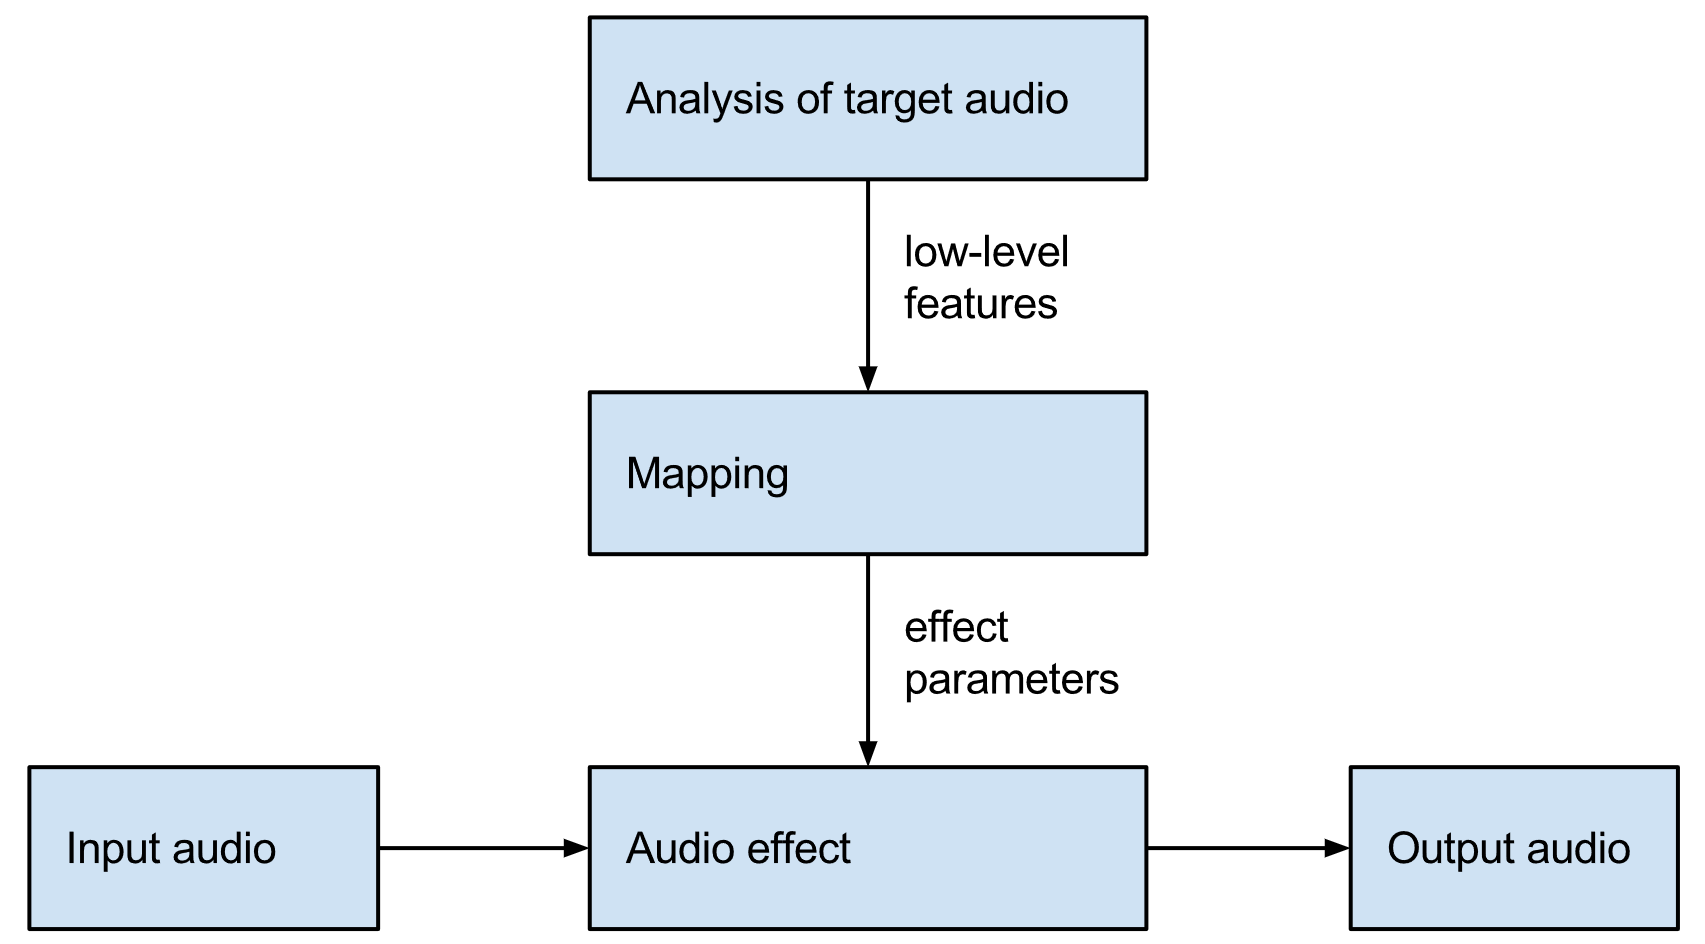 Analysis of target audio
low-level
features
Mapping
effect
parameters
Input audio
Audio effect
Output audio